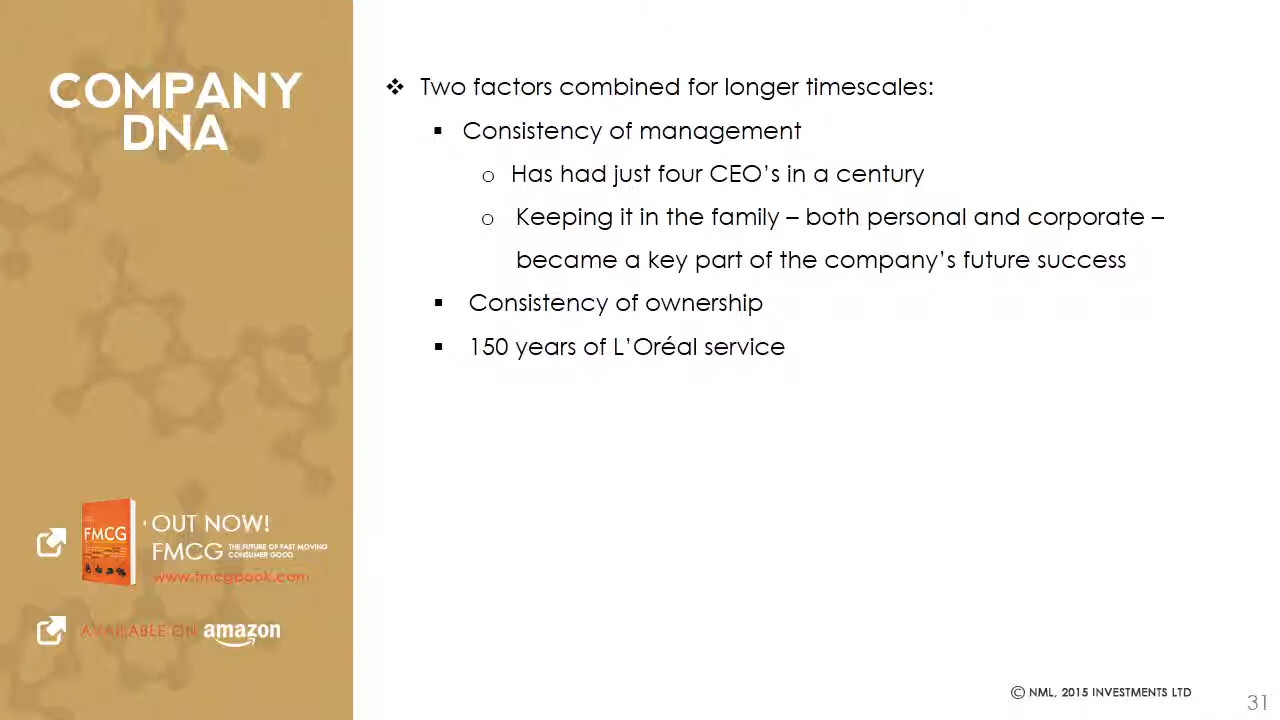 COMPANY
DNA
❖ Two factors combined for longer timescales:
▪ Consistency of management
o Has had just four CEO's in a century
o Keeping it in the family – both personal and corporate –
became a key part of the company's future success
▪ Consistency of ownership
▪ 150 years of L'Oréal service
FMCG
OUT NOW!
FMCG THE FUTURE OF FAST MOVING
CONSUMER GOOD
www.fmcgbook.com
AVAILABLE ON amazon
© NML, 2015 INVESTMENTS LTD
31